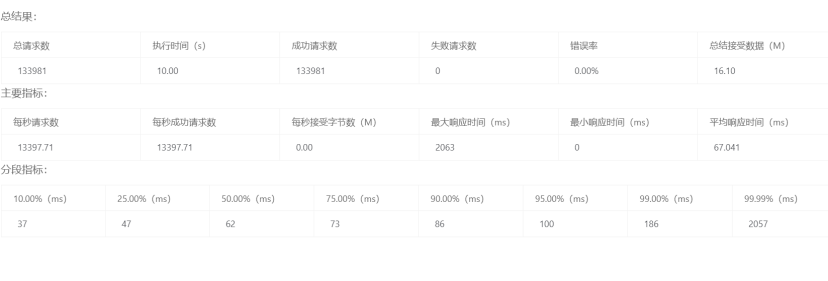 总结果：
总请求数 执行时间（s） 成功请求数 失败请求数 错误率 总结接受数据（M）
133981 10.00 133981 0 0.00% 16.10
主要指标：
每秒请求数 每秒成功请求数 每秒接受字节数（M） 最大响应时间（ms） 最小响应时间（ms） 平均响应时间（ms）
13397.71 13397.71 0.00 2063 0 67.041
分段指标：
10.00%（ms） 25.00%（ms） 50.00%（ms） 75.00%（ms） 90.00%（ms） 95.00%（ms） 99.00%（ms） 99.99%（ms）
37 47 62 73 86 100 186 2057